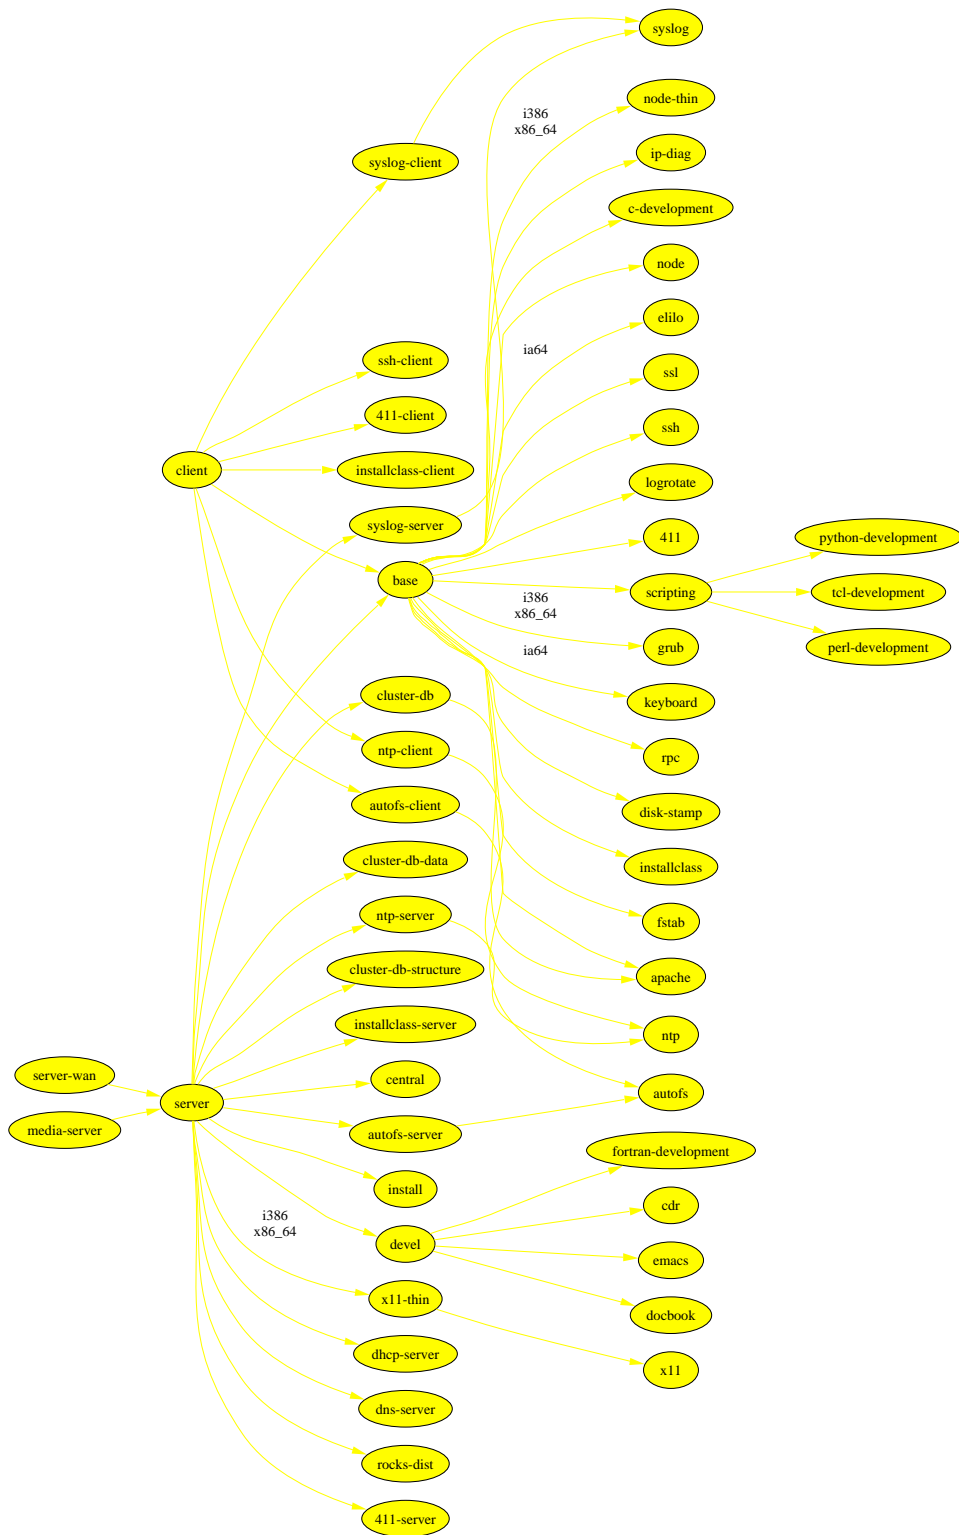 syslog
node-thin
i386
x86_64
ip-diag
syslog-client
c-development
node
elilo
ia64
ssh-client
ssl
411-client
ssh
client
installclass-client
logrotate
syslog-server
411
python-development
base
scripting
tcl-development
i386
x86_64
grub
perl-development
ia64
cluster-db
keyboard
ntp-client
rpc
autofs-client
disk-stamp
cluster-db-data
installclass
ntp-server
fstab
cluster-db-structure
apache
installclass-server
ntp
server-wan
central
server
autofs
media-server
autofs-server
fortran-development
install
cdr
i386
x86_64
devel
emacs
x11-thin
docbook
dhcp-server
x11
dns-server
rocks-dist
411-server